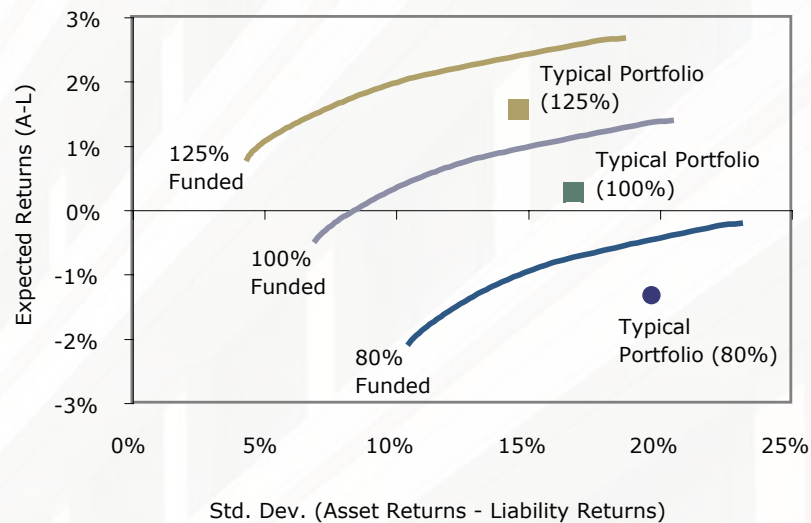 3%
2%
1%
0%
-1%
-2%
-3%
Expected Returns (A-L)
Typical Portfolio
(125%)
125%
Funded
Typical Portfolio
(100%)
100%
Funded
Typical
Portfolio (80%)
80%
Funded
0%
5%
10%
15%
20%
25%
Std. Dev. (Asset Returns - Liability Returns)